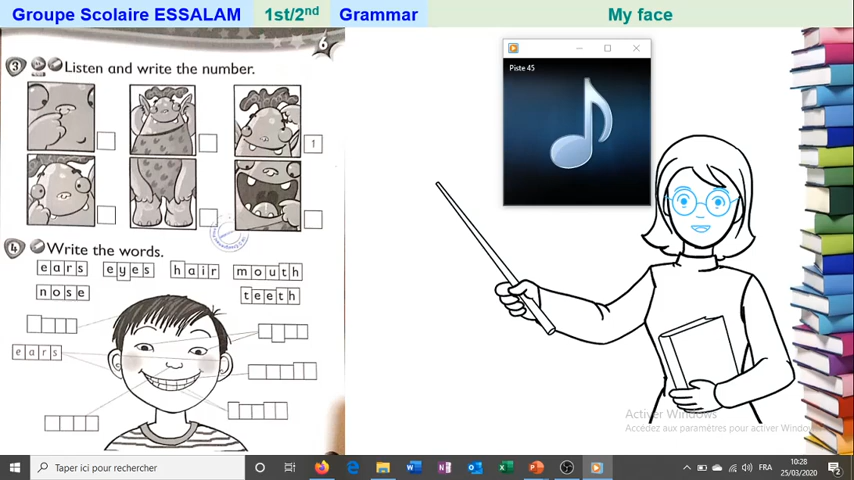 Groupe Scolaire ESSALAM
1st/2nd
Grammar
My face
6
3 Listen and write the number.
1
4 Write the words.
ears
eyes
hair
mouth
nose
teeth
ears
Piste 45
Activer Windows
Accédez aux paramètres pour activer Windows.
Taper ici pour rechercher
FRA
10:28
25/03/2020
2